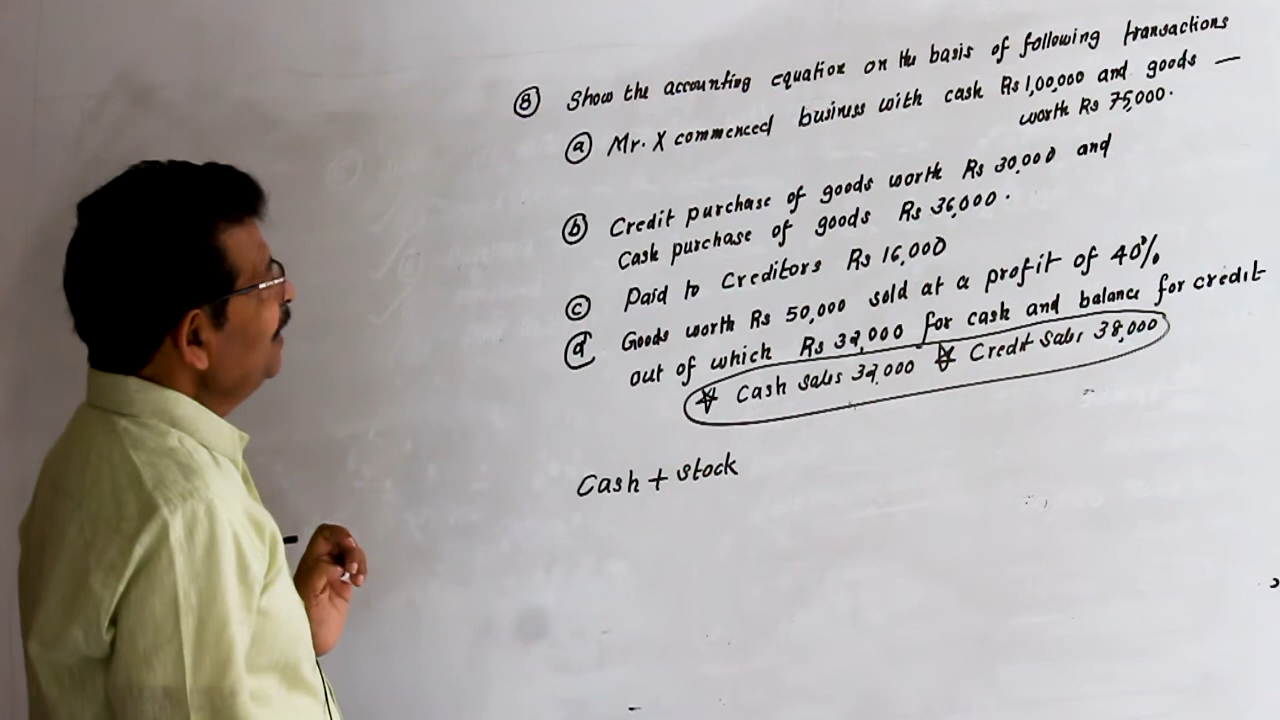 ⑧ Show the accounting equation on the basis of following transactions
ⓐ Mr. X commenced business with cash Rs 1,00,000 and goods —
worth Rs 75,000.
ⓑ Credit purchase of goods worth Rs 30,000 and
Cash purchase of goods Rs 36,000.
ⓒ Paid to Creditors Rs 16,000
ⓓ Goods worth Rs 50,000 sold at a profit of 40%
out of which Rs 32,000 for cash and balance for credit
☆ Cash Sales 32,000 ☆ Credit Sales 38,000
Cash + Stock